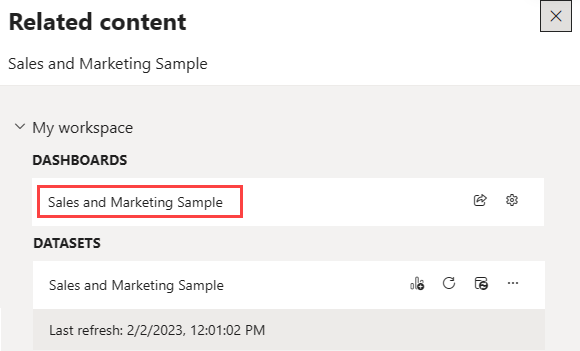 Related content
Sales and Marketing Sample
My workspace
DASHBOARDS
Sales and Marketing Sample
DATASETS
Sales and Marketing Sample
Last refresh: 2/2/2023, 12:01:02 PM